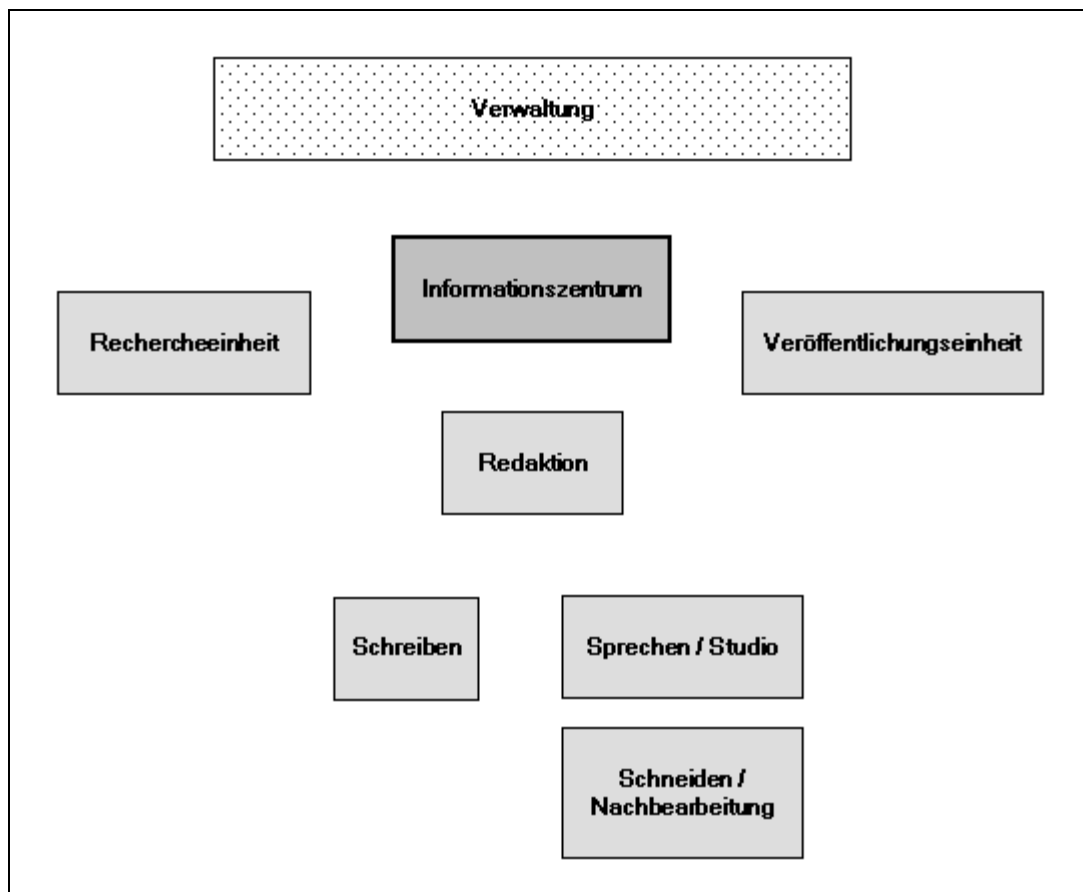 Verwaltung
Informationszentrum
Rechercheeinheit
Veröffentlichungseinheit
Redaktion
Schreiben
Sprechen / Studio
Schneiden /
Nachbearbeitung